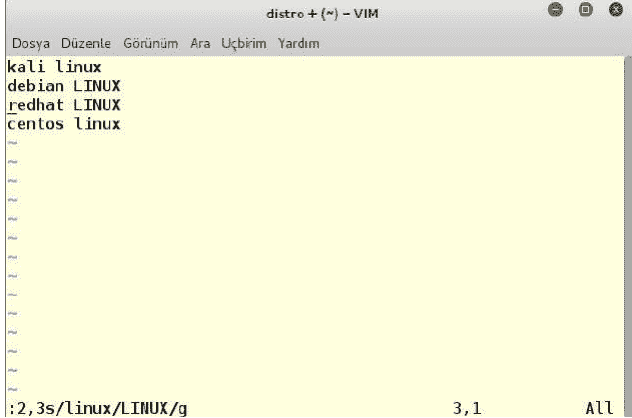 distro + (~) - VIM
Dosya Düzenle Görünüm Ara Uçbirim Yardım
kali linux
debian LINUX
redhat LINUX
centos linux
~
~
~
~
~
~
~
~
~
~
~
~
~
~
:2,3s/linux/LINUX/g 3,1 All